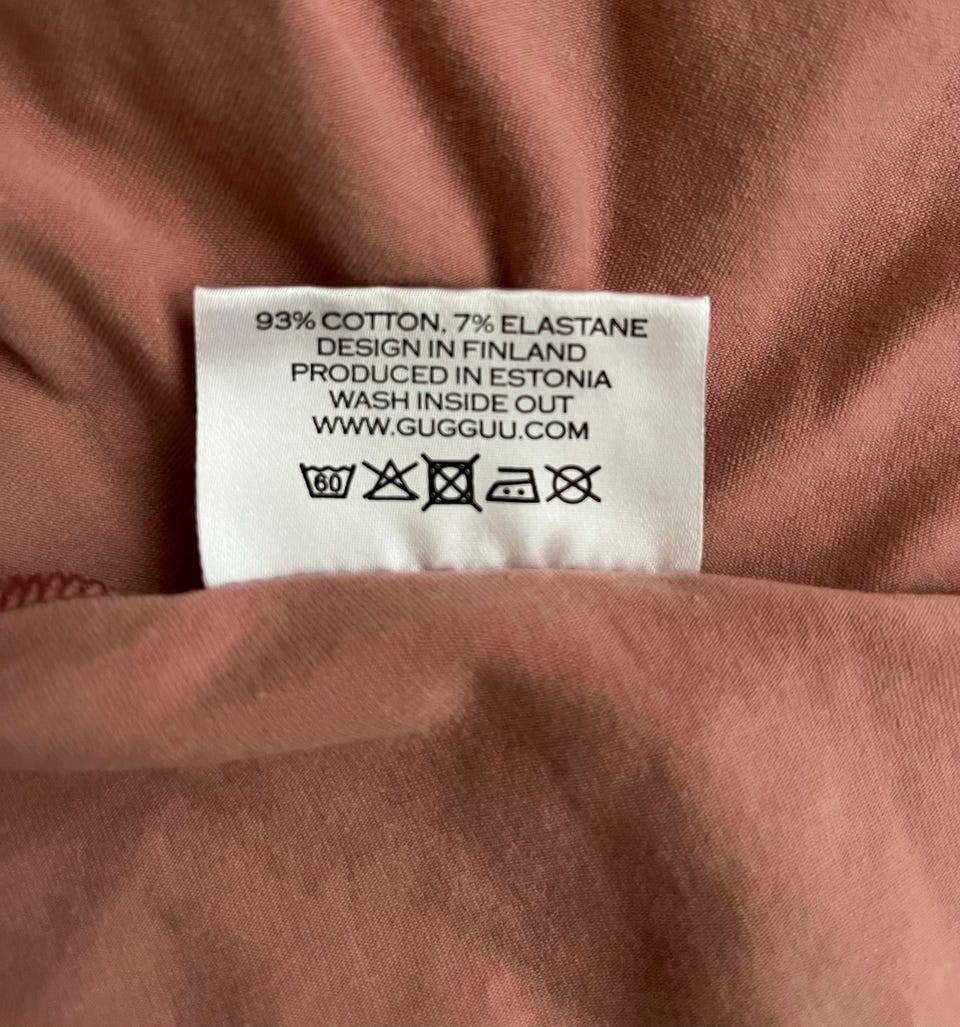 93% COTTON, 7% ELASTANE
DESIGN IN FINLAND
PRODUCED IN ESTONIA
WASH INSIDE OUT
WWW.GUGGUU.COM
60